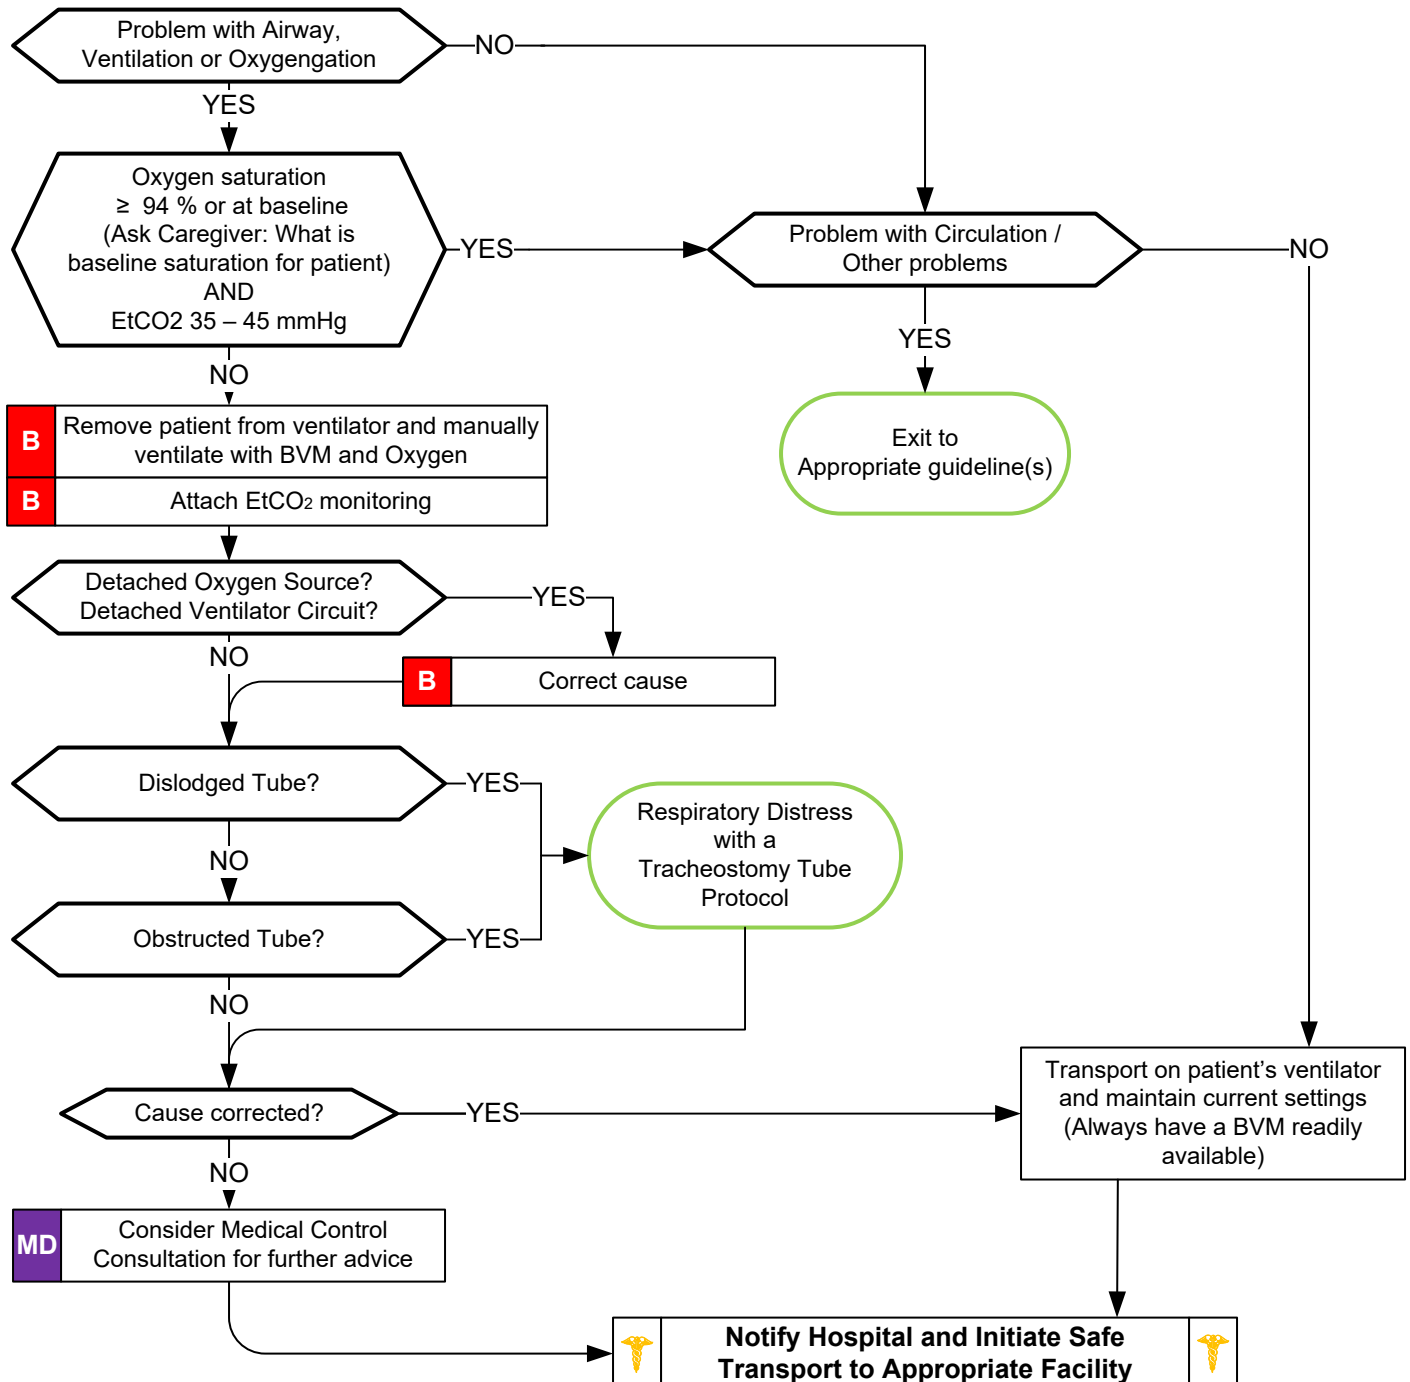 Problem with Airway,
Ventilation or Oxygengation
NO
YES
Oxygen saturation
≥ 94 % or at baseline
(Ask Caregiver: What is
baseline saturation for patient)
AND
EtCO2 35 – 45 mmHg
YES
Problem with Circulation /
Other problems
NO
YES
Exit to
Appropriate guideline(s)
NO
B
Remove patient from ventilator and manually
ventilate with BVM and Oxygen
B
Attach EtCO2 monitoring
Detached Oxygen Source?
Detached Ventilator Circuit?
YES
NO
B
Correct cause
Dislodged Tube?
YES
Respiratory Distress
with a
Tracheostomy Tube
Protocol
NO
Obstructed Tube?
YES
NO
Cause corrected?
YES
Transport on patient’s ventilator
and maintain current settings
(Always have a BVM readily
available)
NO
MD
Consider Medical Control
Consultation for further advice
Notify Hospital and Initiate Safe
Transport to Appropriate Facility